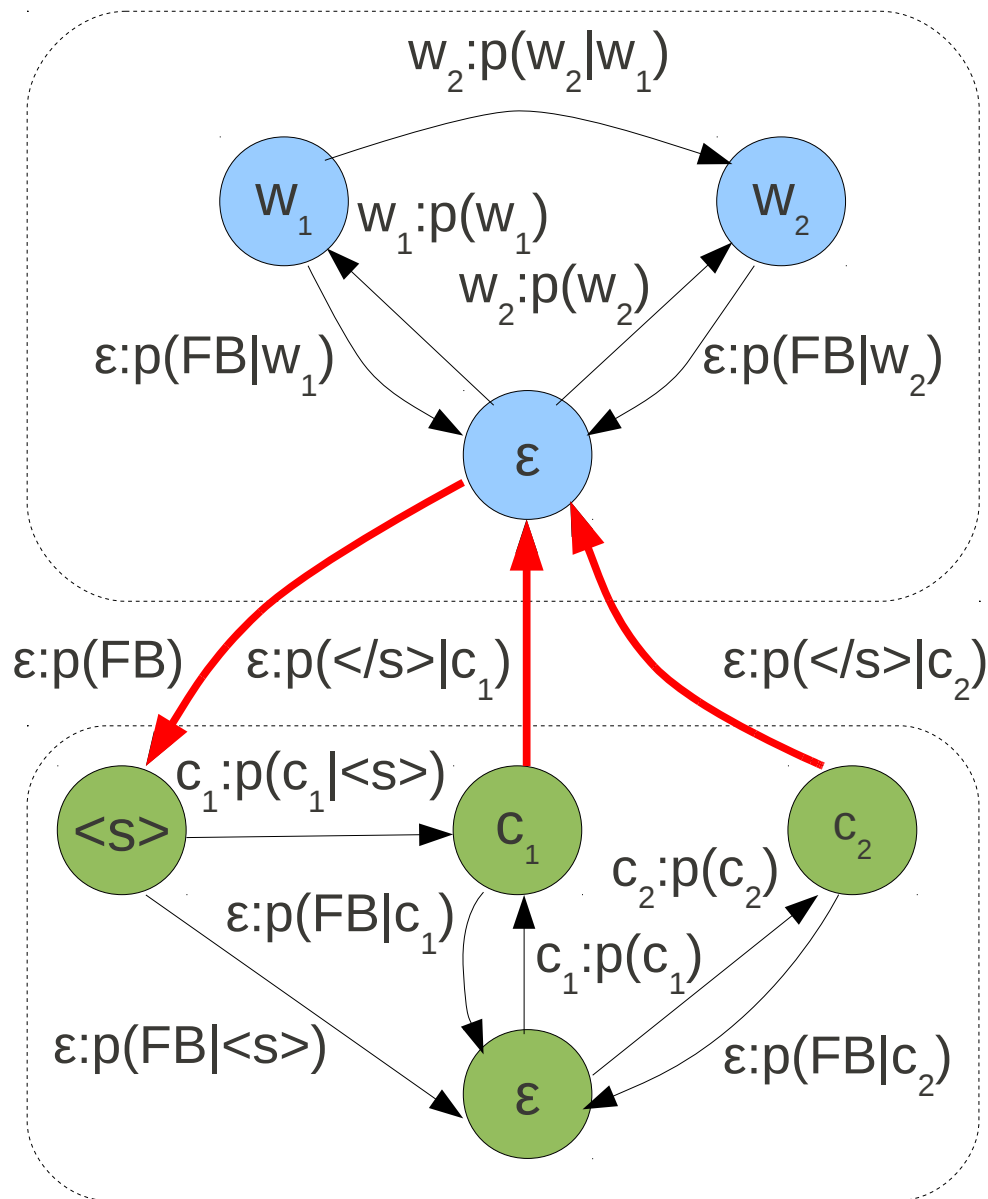 w₂:p(w₂|w₁)
w₁
w₂
w₁:p(w₁)
w₂:p(w₂)
ε:p(FB|w₁)
ε:p(FB|w₂)
ε
ε:p(FB)
ε:p(</s>|c₁)
ε:p(</s>|c₂)
c₁:p(c₁|<s>)
<s>
c₁
c₂
c₂:p(c₂)
ε:p(FB|c₁)
c₁:p(c₁)
ε:p(FB|<s>)
ε:p(FB|c₂)
ε